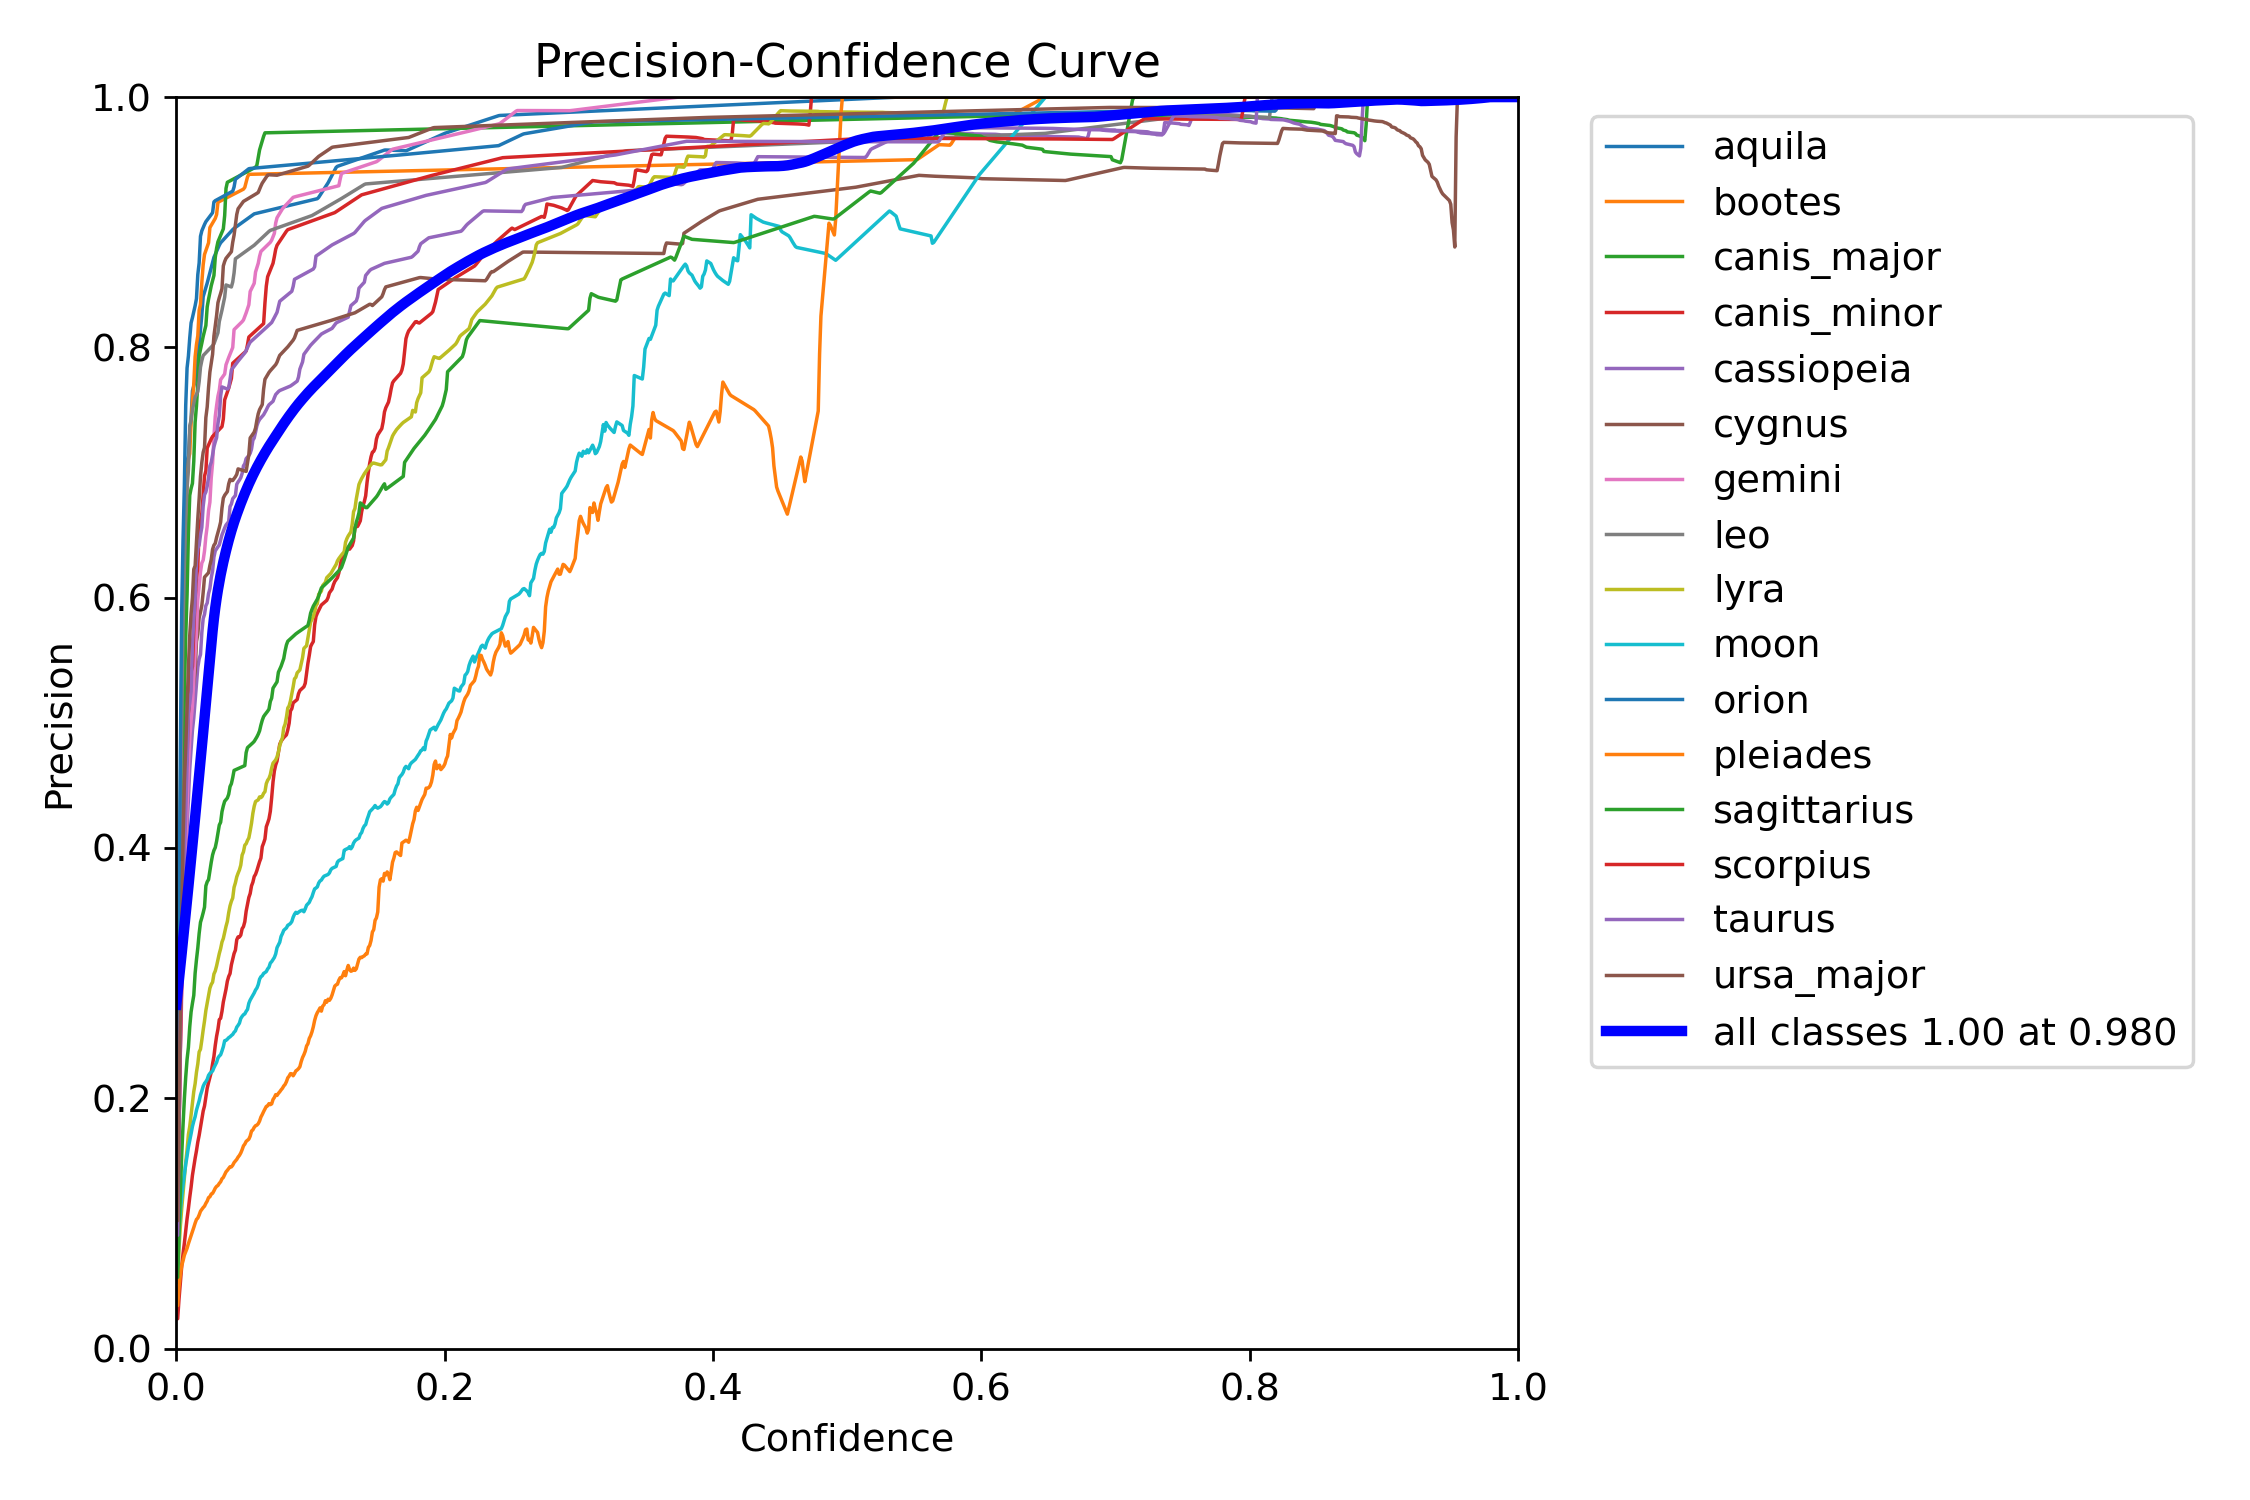 Precision-Confidence Curve
1.0
0.8
0.6
0.4
0.2
0.0
Precision
0.0 0.2 0.4 0.6 0.8 1.0
Confidence
aquila
bootes
canis_major
canis_minor
cassiopeia
cygnus
gemini
leo
lyra
moon
orion
pleiades
sagittarius
scorpius
taurus
ursa_major
all classes 1.00 at 0.980